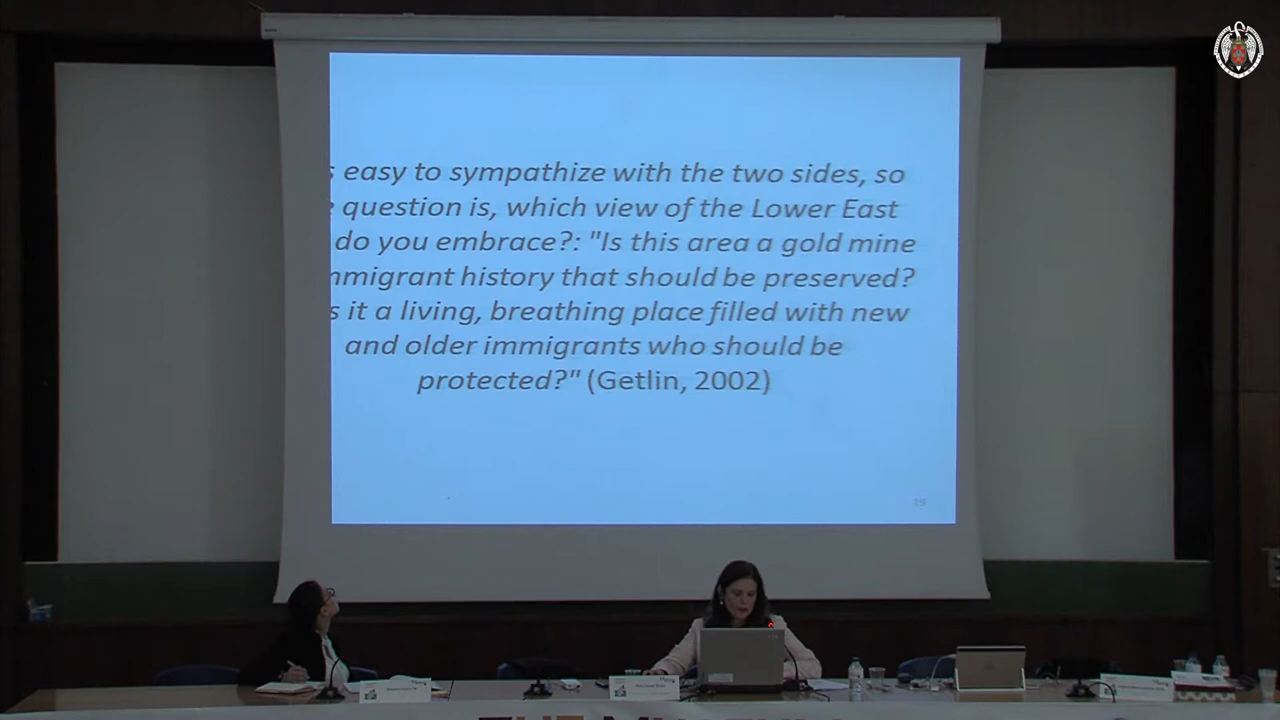 easy to sympathize with the two sides, so
question is, which view of the Lower East
do you embrace?: "Is this area a gold mine
mmigrant history that should be preserved?
s it a living, breathing place filled with new
and older immigrants who should be
protected?" (Getlin, 2002)